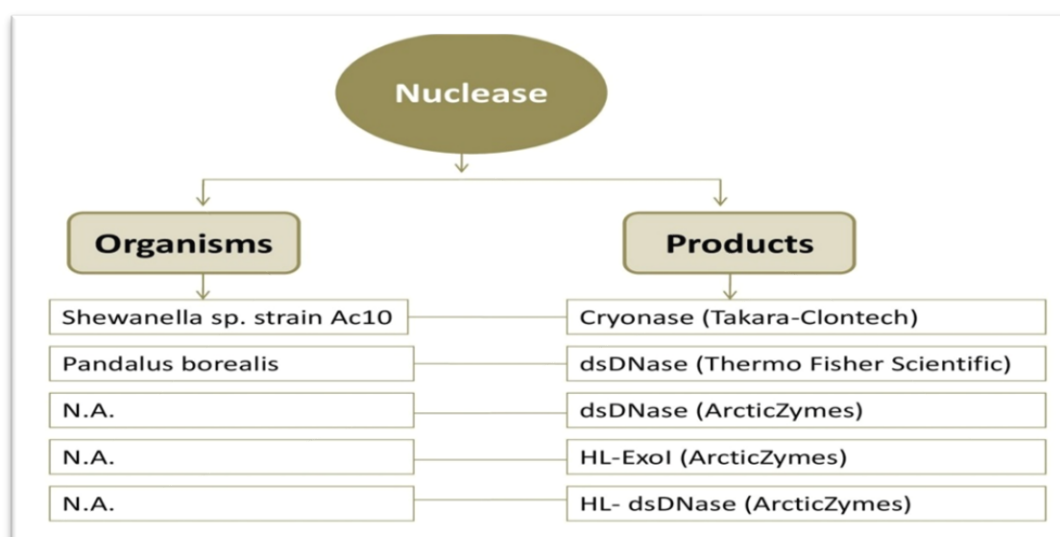 Nuclease
Organisms
Products
Shewanella sp. strain Ac10
Cryonase (Takara-Clontech)
Pandalus borealis
dsDNase (Thermo Fisher Scientific)
N.A.
dsDNase (ArcticZymes)
N.A.
HL-ExoI (ArcticZymes)
N.A.
HL- dsDNase (ArcticZymes)